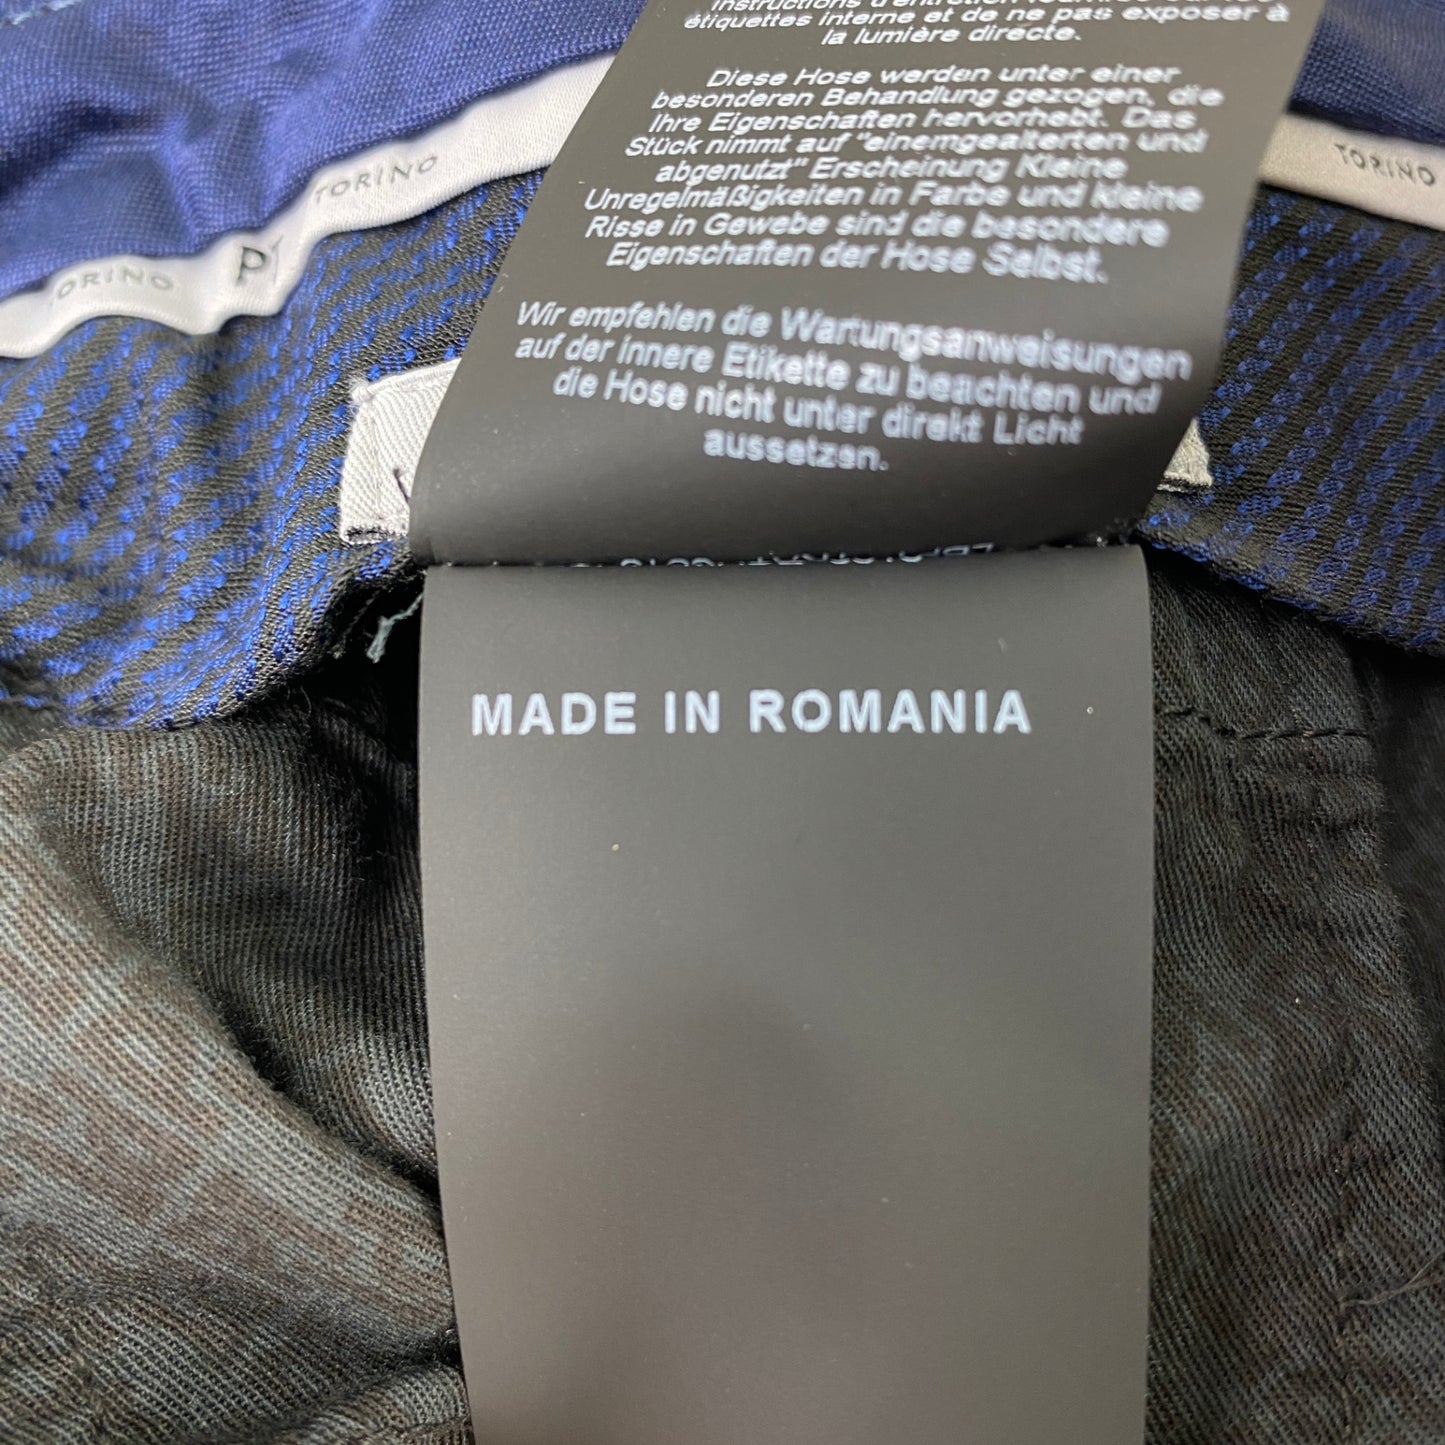 étiquettes interne et de ne pas exposer à
la lumière directe.
Diese Hose werden unter einer
besonderen Behandlung gezogen, die
Ihre Eigenschaften hervorhebt. Das
Stück nimmt auf "einemgealterten und
abgenutzt" Erscheinung Kleine
Unregelmäßigkeiten in Farbe und kleine
Risse in Gewebe sind die besondere
Eigenschaften der Hose Selbst.
Wir empfehlen die Wartungsanweisungen
auf der innere Etikette zu beachten und
die Hose nicht unter direkt Licht
aussetzen.
MADE IN ROMANIA
TORINO
TORINO
P
TORINO